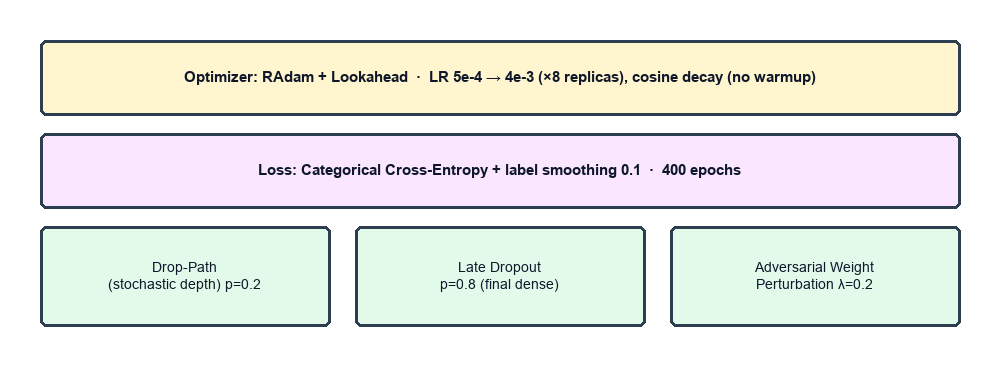 Optimizer: RAdam + Lookahead · LR 5e-4 → 4e-3 (×8 replicas), cosine decay (no warmup)
Loss: Categorical Cross-Entropy + label smoothing 0.1 · 400 epochs
Drop-Path
(stochastic depth) p=0.2
Late Dropout
p=0.8 (final dense)
Adversarial Weight
Perturbation λ=0.2